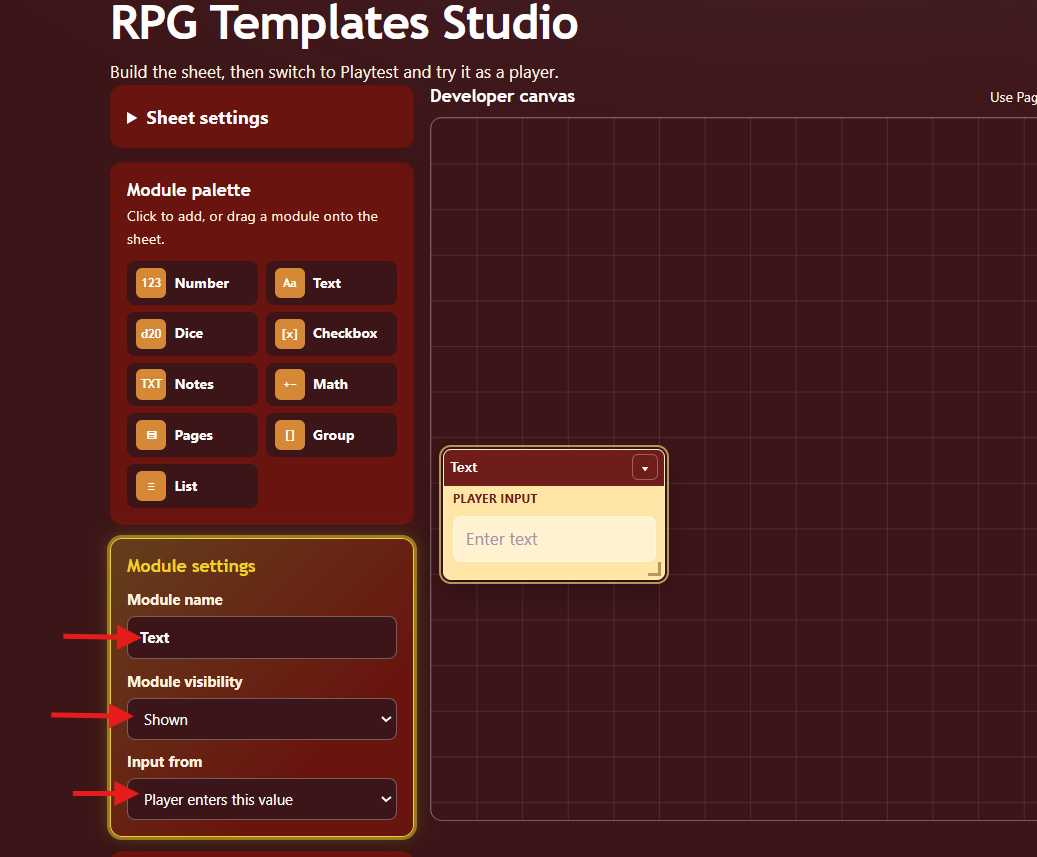 RPG Templates Studio
Build the sheet, then switch to Playtest and try it as a player.
Sheet settings
Module palette
Click to add, or drag a module onto the
sheet.
123 Number
Aa Text
d20 Dice
[x] Checkbox
TXT Notes
+− Math
Pages
[] Group
List
Module settings
Module name
Text
Module visibility
Shown
Input from
Player enters this value
Developer canvas
Use Pag
Text
PLAYER INPUT
Enter text